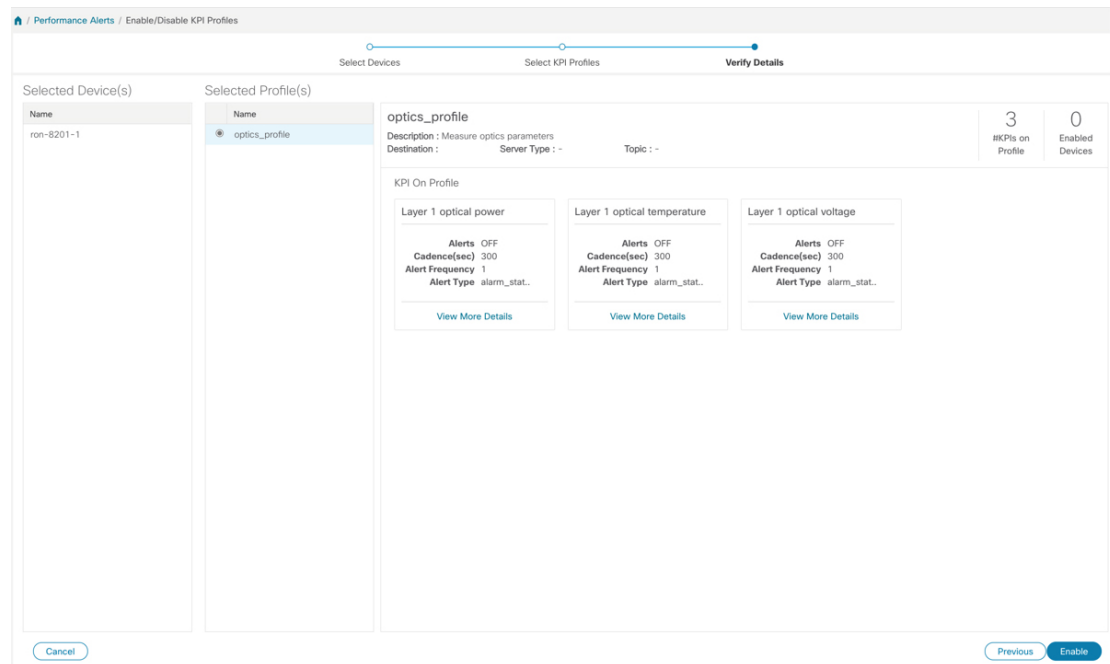 / Performance Alerts / Enable/Disable KPI Profiles
Select Devices
Select KPI Profiles
Verify Details
Selected Device(s)
Name
ron-8201-1
Selected Profile(s)
Name
optics_profile
optics_profile
Description : Measure optics parameters
Destination : Server Type : - Topic : -
3
#KPIs on
Profile
0
Enabled
Devices
KPI On Profile
Layer 1 optical power
Alerts OFF
Cadence(sec) 300
Alert Frequency 1
Alert Type alarm_stat..
View More Details
Layer 1 optical temperature
Alerts OFF
Cadence(sec) 300
Alert Frequency 1
Alert Type alarm_stat..
View More Details
Layer 1 optical voltage
Alerts OFF
Cadence(sec) 300
Alert Frequency 1
Alert Type alarm_stat..
View More Details
Cancel
Previous
Enable